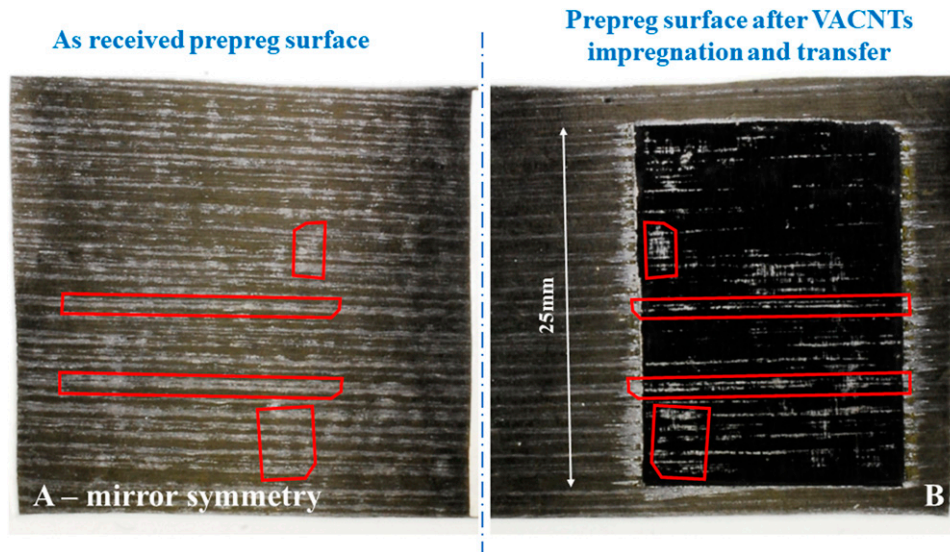 As received prepreg surface
Prepreg surface after VACNTs
impregnation and transfer
25mm
A – mirror symmetry
B